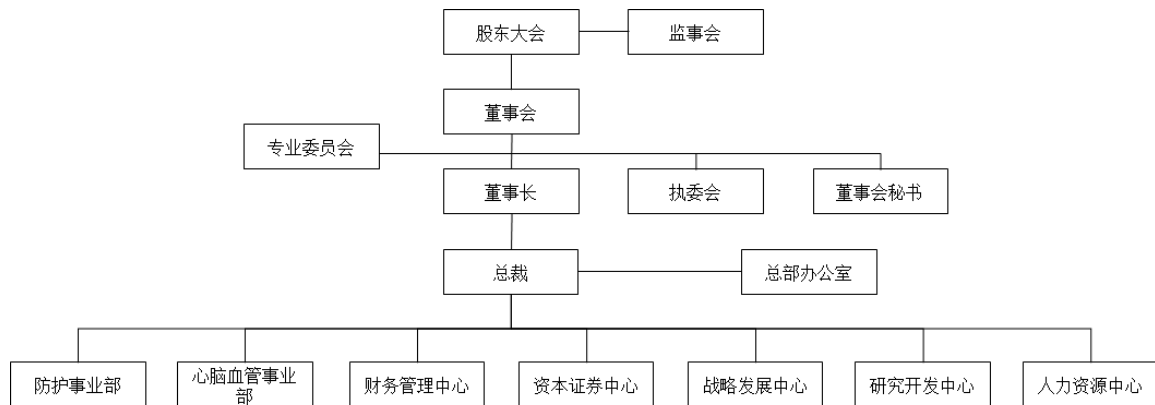 股东大会
监事会
董事会
专业委员会
董事长
执委会
董事会秘书
总裁
总部办公室
防护事业部
心脑血管事业
部
财务管理中心
资本证券中心
战略发展中心
研究开发中心
人力资源中心